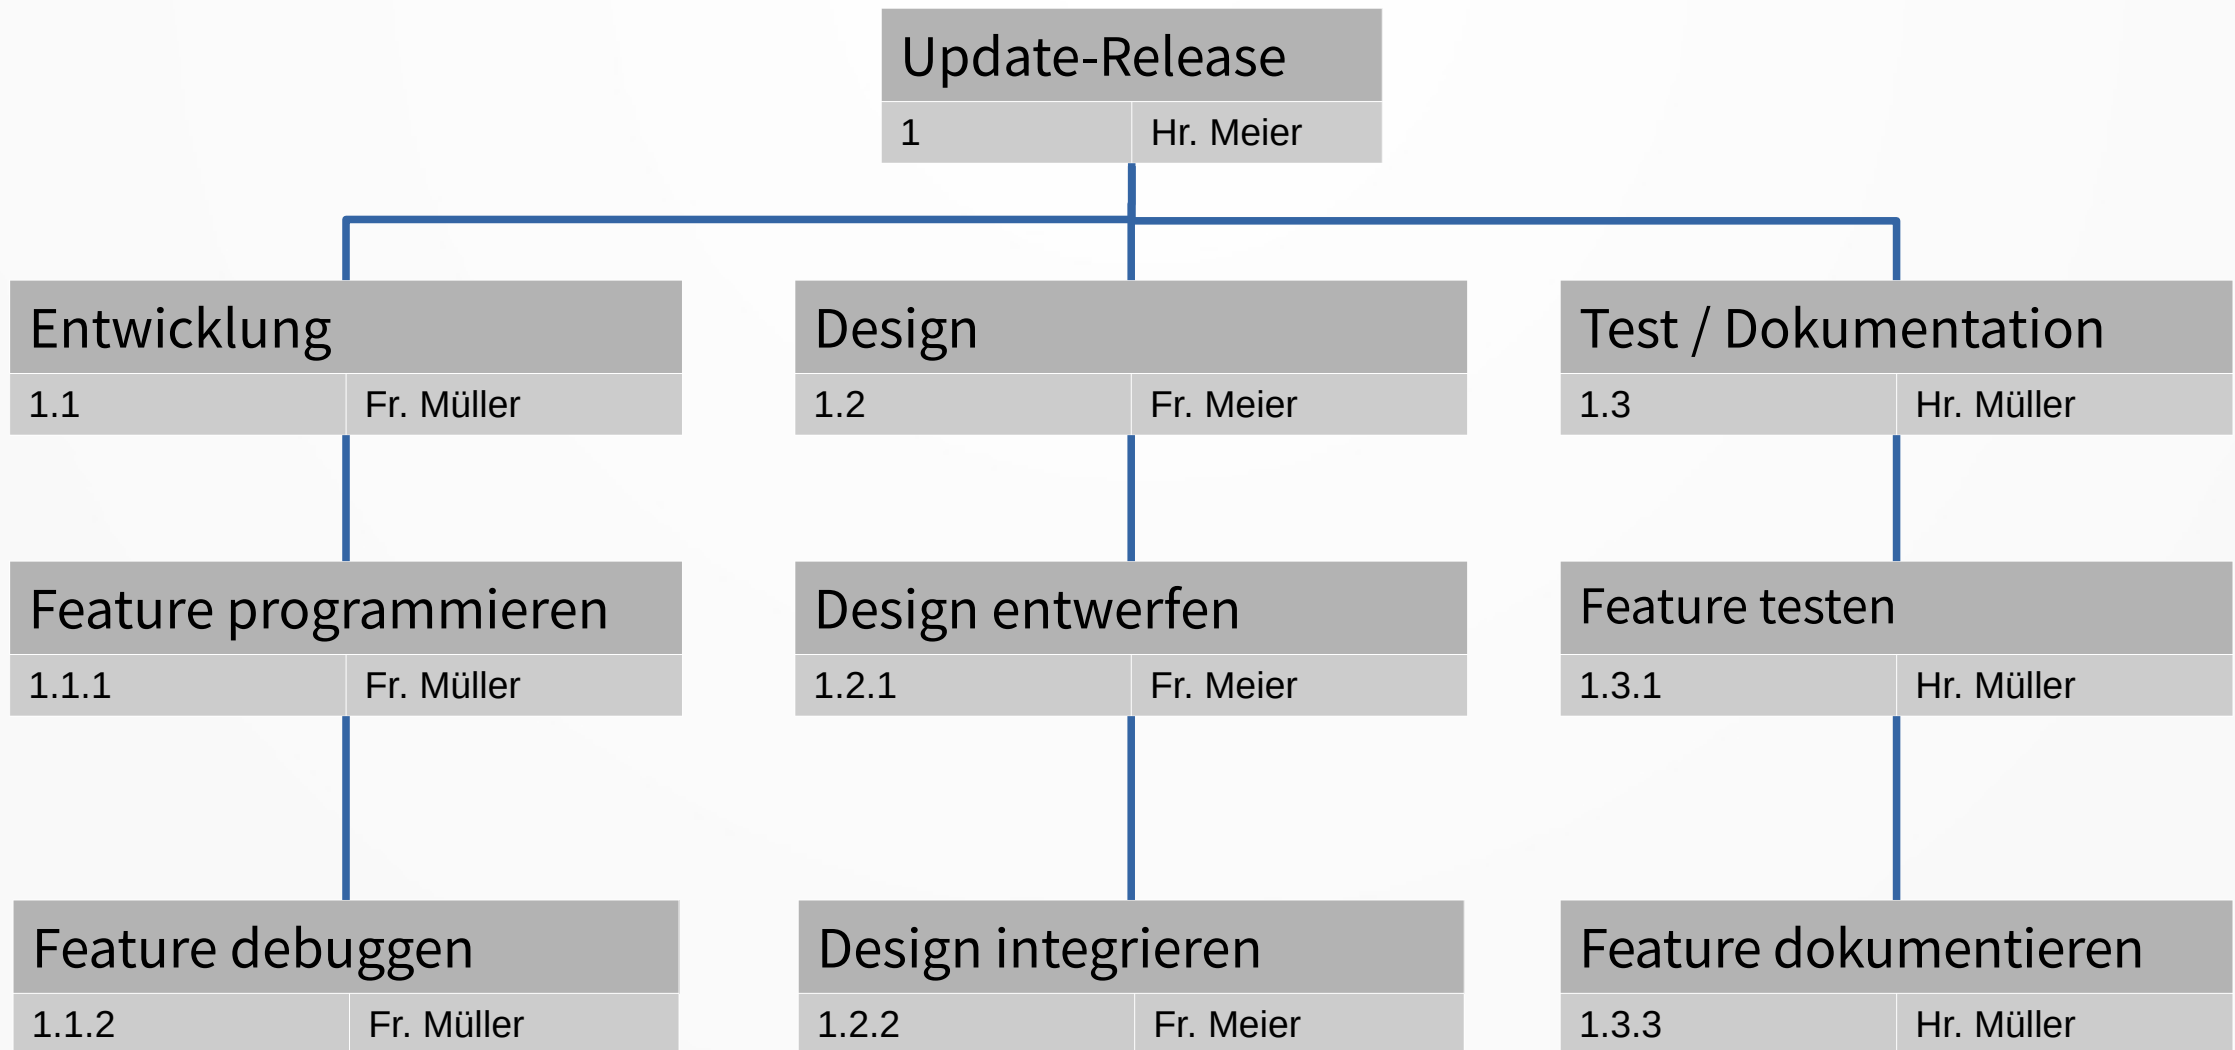 Update-Release
1 Hr. Meier
Entwicklung Design Test / Dokumentation
1.1 Fr. Müller 1.2 Fr. Meier 1.3 Hr. Müller
Feature programmieren Design entwerfen Feature testen
1.1.1 Fr. Müller 1.2.1 Fr. Meier 1.3.1 Hr. Müller
Feature debuggen Design integrieren Feature dokumentieren
1.1.2 Fr. Müller 1.2.2 Fr. Meier 1.3.3 Hr. Müller